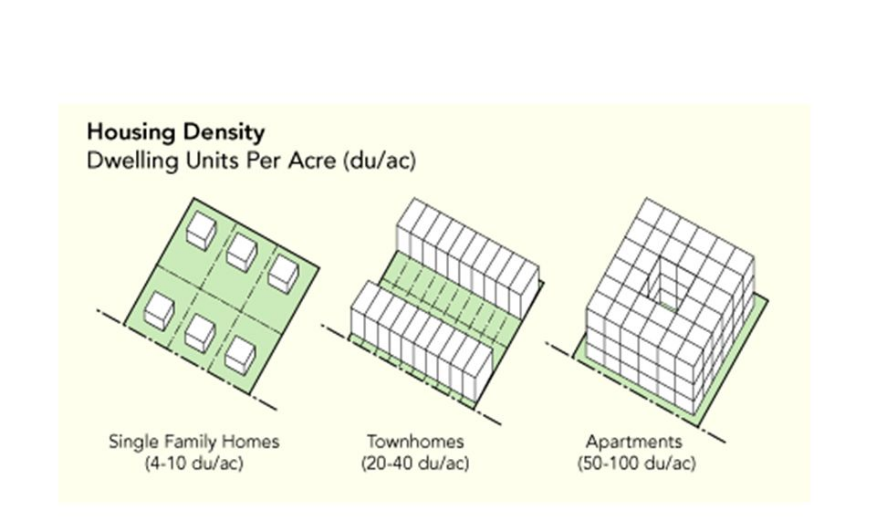 Housing Density
Dwelling Units Per Acre (du/ac)
Single Family Homes
(4-10 du/ac)
Townhomes
(20-40 du/ac)
Apartments
(50-100 du/ac)